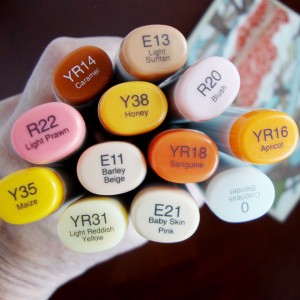 E13
Light
Suntan
YR14
Caramel
R20
Blush
Y38
Honey
R22
Light Prawn
YR16
Apricot
E11
Barley
Beige
YR18
Sanguine
Y35
Maize
YR31
Light Reddish
Yellow
E21
Baby Skin
Pink
0
Colorless
Blender